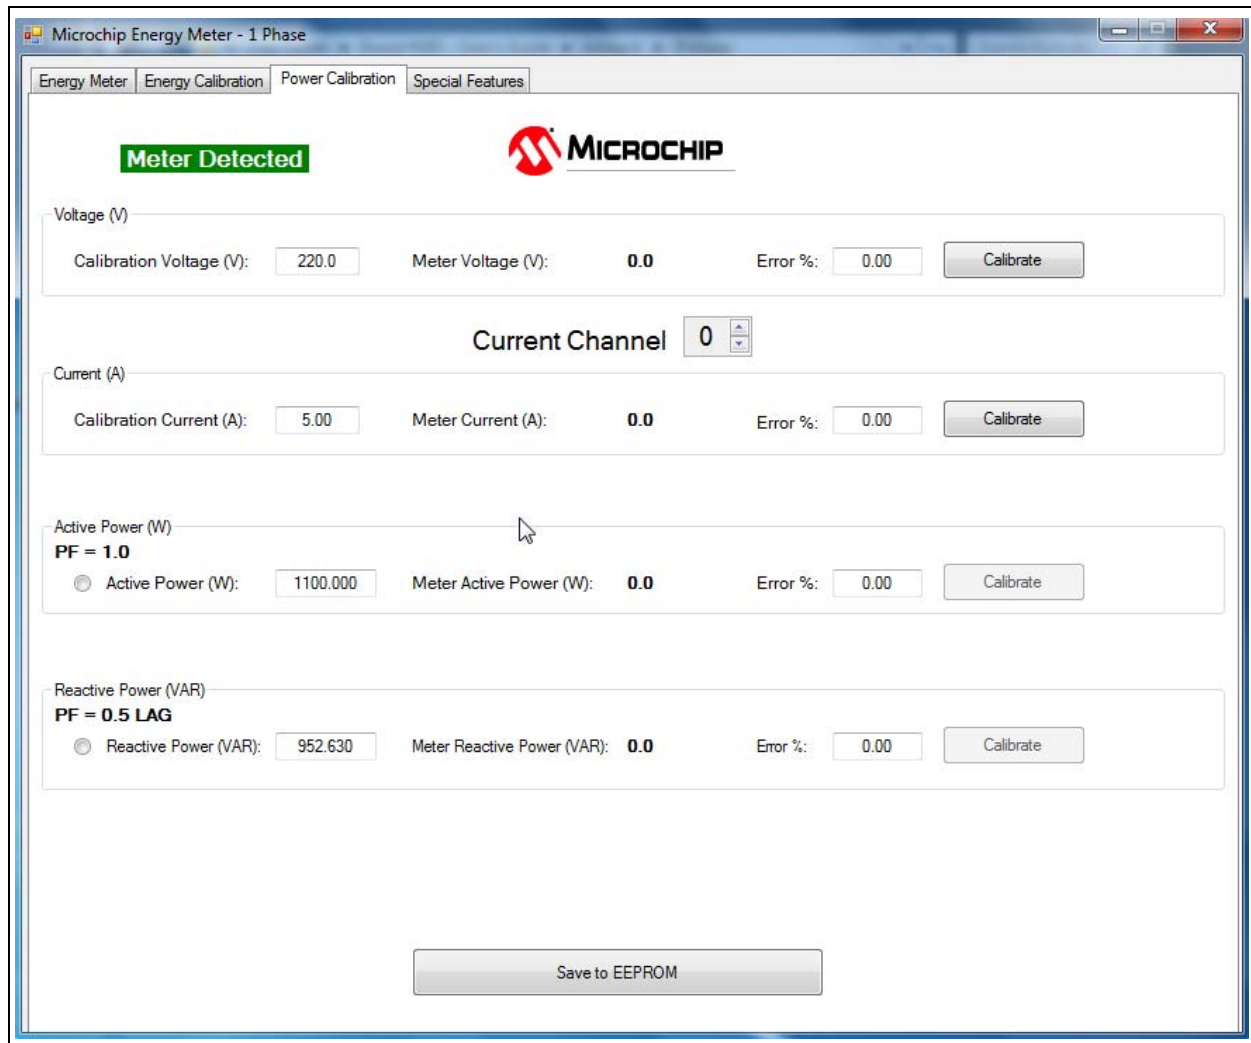 Microchip Energy Meter - 1 Phase
Energy Meter Energy Calibration Power Calibration Special Features
Meter Detected MICROCHIP
Voltage (V)
Calibration Voltage (V): 220.0 Meter Voltage (V): 0.0 Error %: 0.00 Calibrate
Current Channel 0
Current (A)
Calibration Current (A): 5.00 Meter Current (A): 0.0 Error %: 0.00 Calibrate
Active Power (W)
PF = 1.0
Active Power (W): 1100.000 Meter Active Power (W): 0.0 Error %: 0.00 Calibrate
Reactive Power (VAR)
PF = 0.5 LAG
Reactive Power (VAR): 952.630 Meter Reactive Power (VAR): 0.0 Error %: 0.00 Calibrate
Save to EEPROM